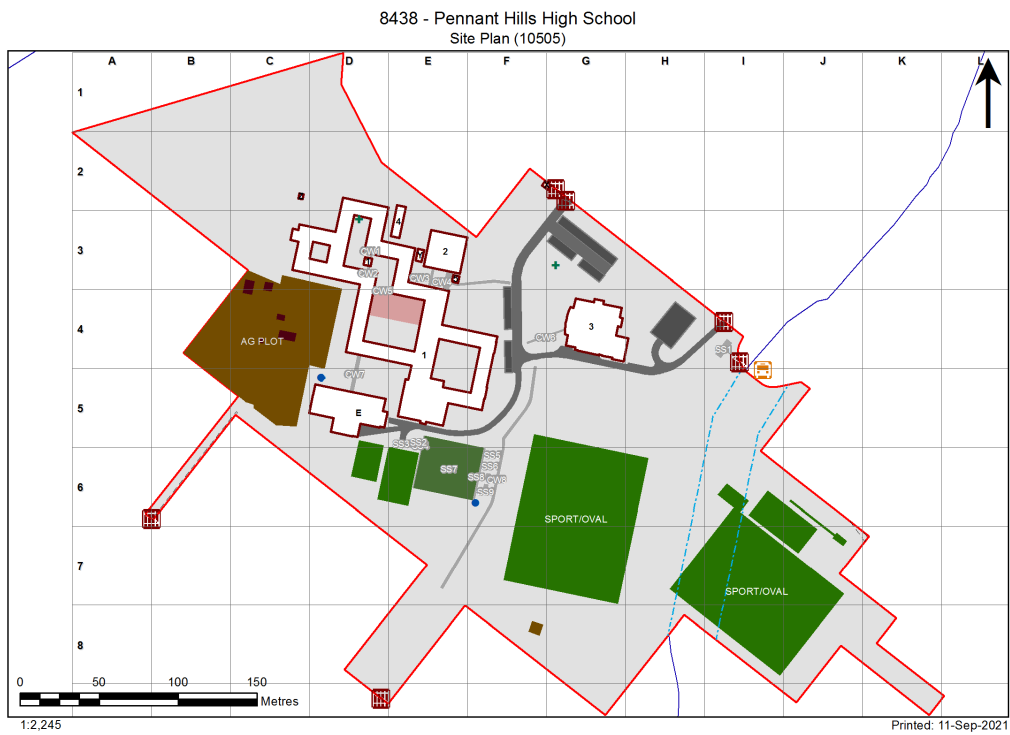 8438 - Pennant Hills High School
Site Plan (10505)
A B C D E F G H I J K L
1
2
3
4
5
6
7
8
4
2
CW4
CW2
CW3
CW5
3
1
CW6
SS1
AG PLOT
CW7
E
SS3
SS2
SS5
SS7
SS6
SS8
CW8
SS9
SPORT/OVAL
SPORT/OVAL
0 50 100 150
Metres
1:2,245
Printed: 11-Sep-2021